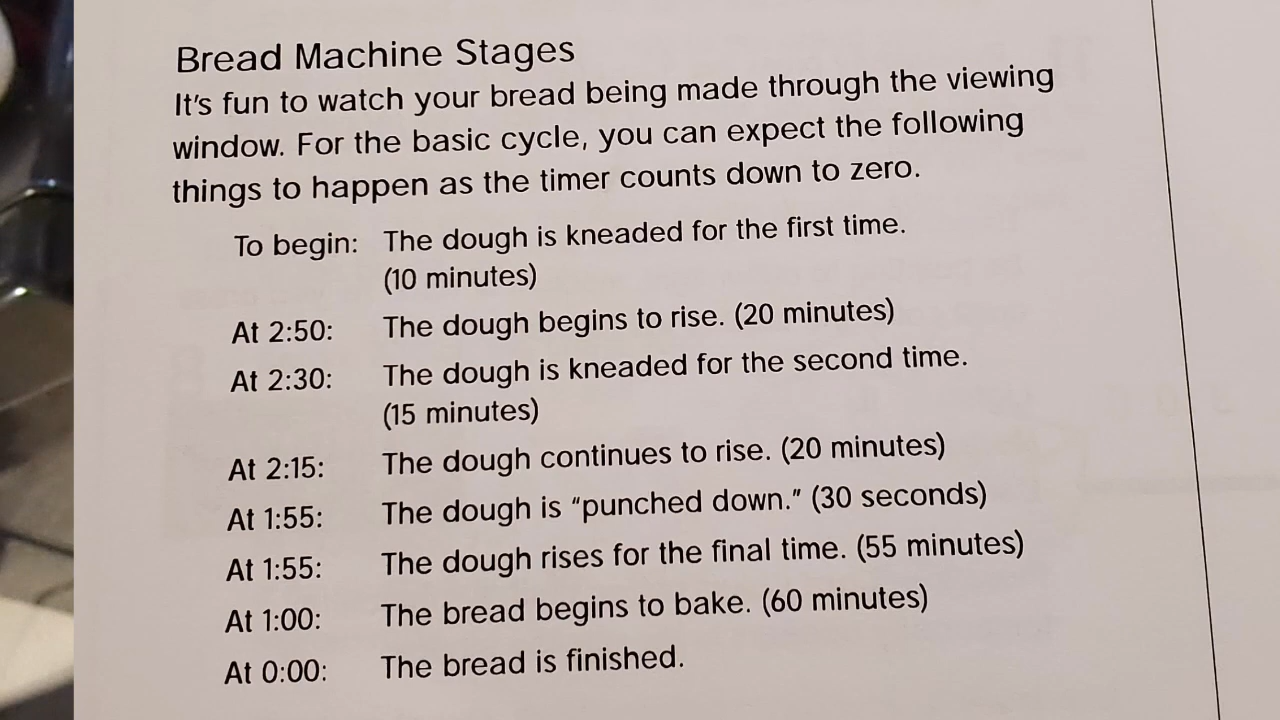 Bread Machine Stages
It's fun to watch your bread being made through the viewing
window. For the basic cycle, you can expect the following
things to happen as the timer counts down to zero.
To begin: The dough is kneaded for the first time.
(10 minutes)
At 2:50: The dough begins to rise. (20 minutes)
At 2:30: The dough is kneaded for the second time.
(15 minutes)
At 2:15: The dough continues to rise. (20 minutes)
At 1:55: The dough is “punched down.” (30 seconds)
At 1:55: The dough rises for the final time. (55 minutes)
At 1:00: The bread begins to bake. (60 minutes)
At 0:00: The bread is finished.